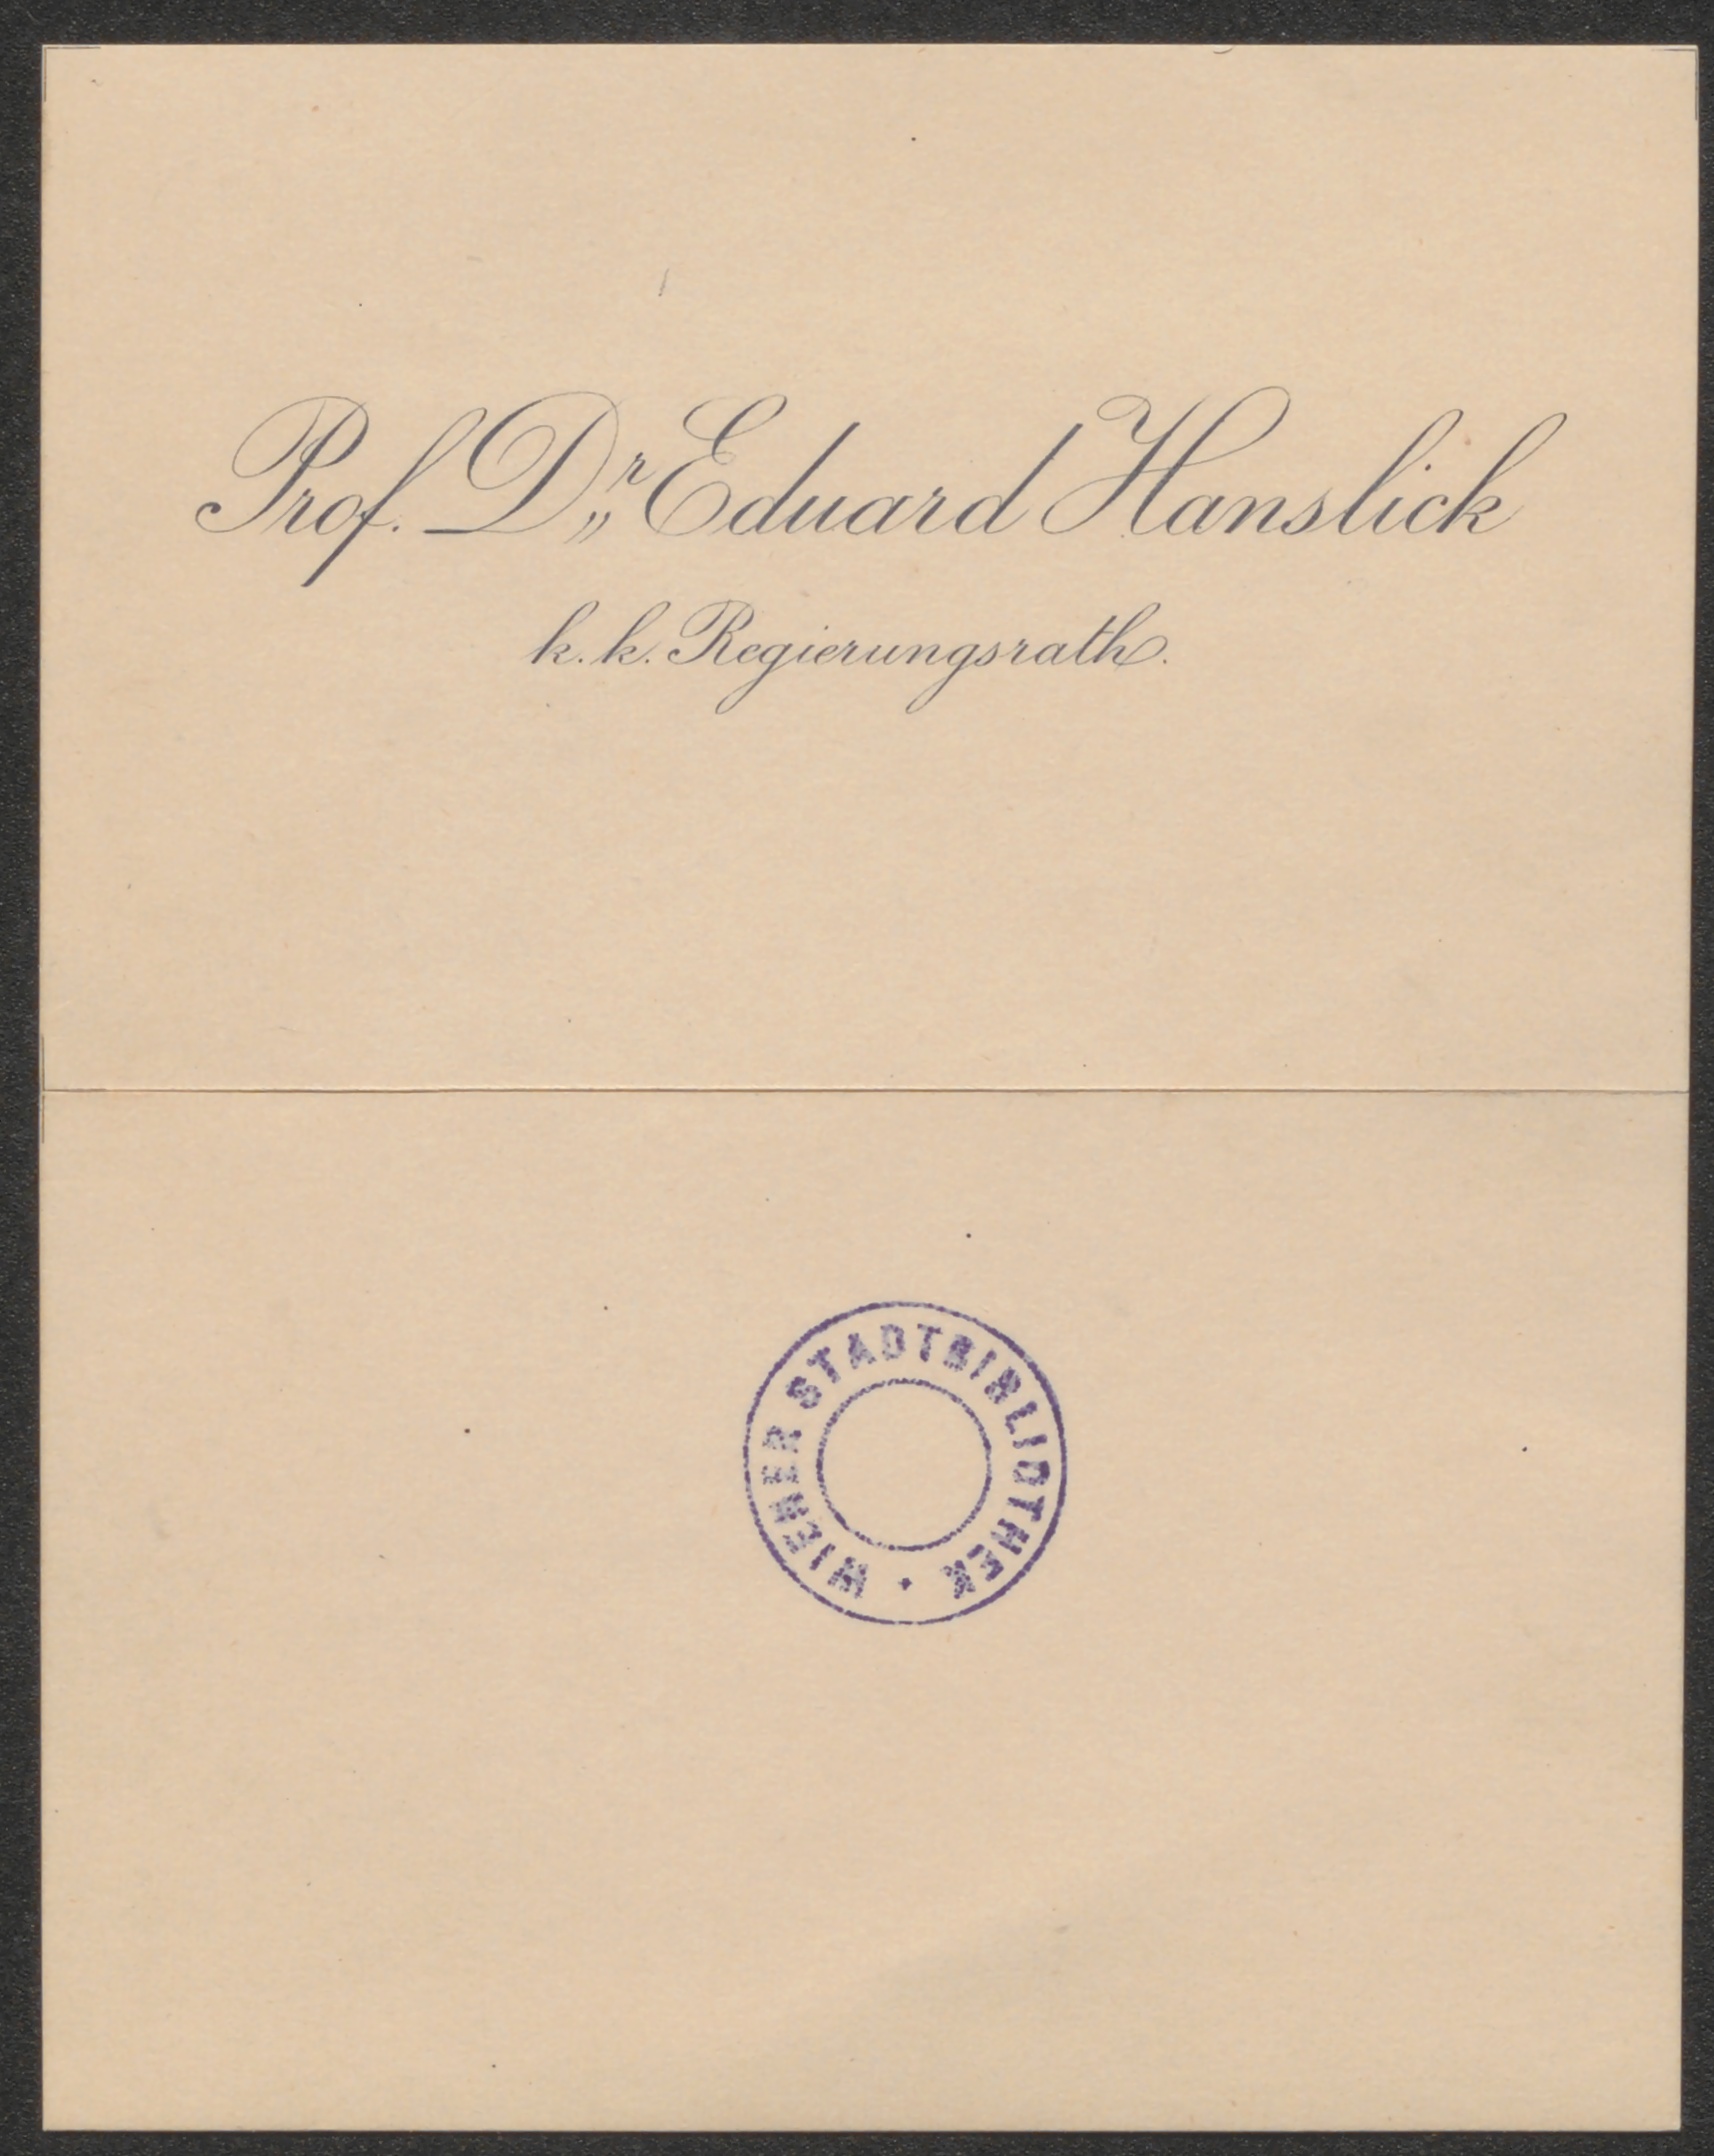 Prof. Dr. Eduard Hanslick
k. k. Regierungsrath.
WIENER STADTBIBLIOTHEK